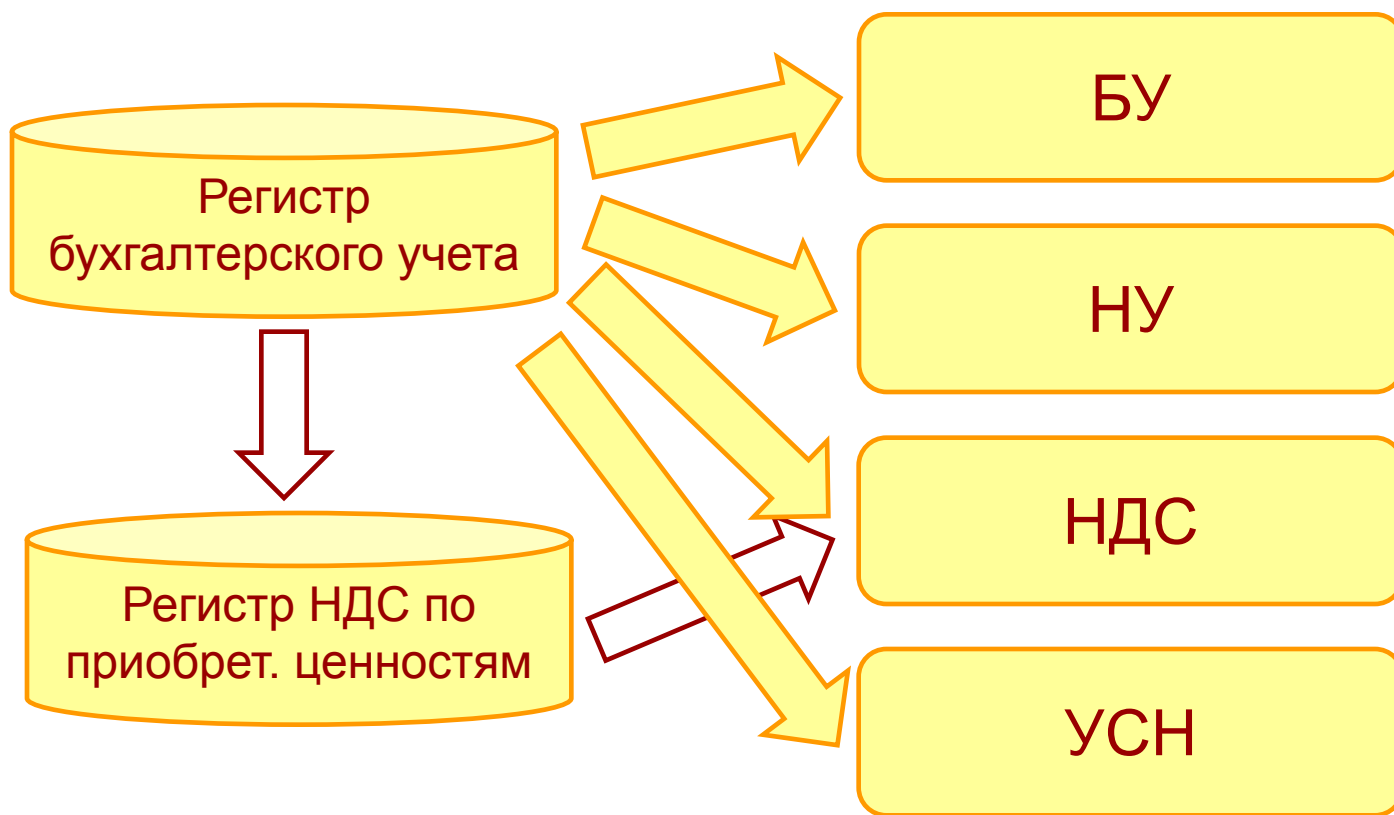 Регистр
бухгалтерского учета
Регистр НДС по
приобрет. ценностям
БУ
НУ
НДС
УСН